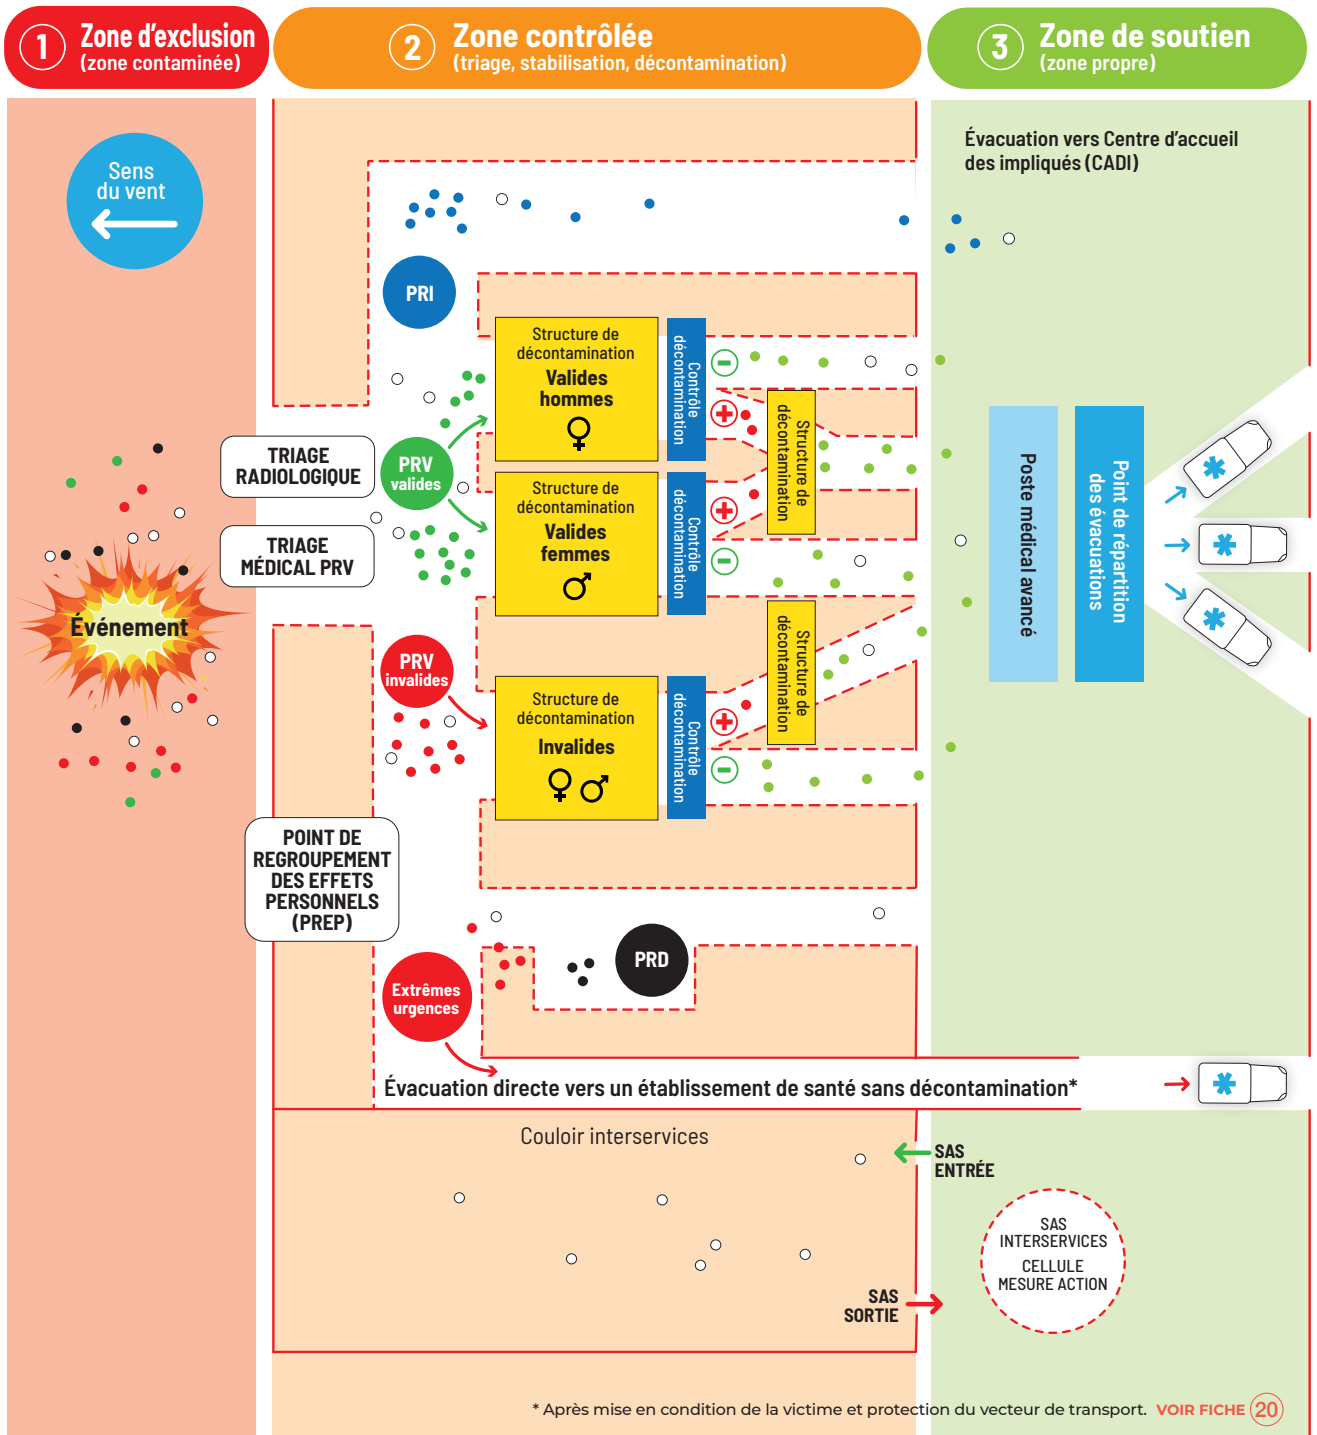 1
Zone d'exclusion
(zone contaminée)
2
Zone contrôlée
(triage, stabilisation, décontamination)
3
Zone de soutien
(zone propre)
Sens
du vent
Évacuation vers Centre d'accueil
des impliqués (CADI)
PRI
Structure de
décontamination
Valides
hommes
Contrôle
décontamination
TRIAGE
RADIOLOGIQUE
PRV
valides
Structure de
décontamination
TRIAGE
MÉDICAL PRV
Structure de
décontamination
Valides
femmes
Contrôle
décontamination
Poste médical avancé
Point de répartition
des évacuations
Événement
PRV
invalides
Structure de
décontamination
Structure de
décontamination
Invalides
Contrôle
décontamination
POINT DE
REGROUPEMENT
DES EFFETS
PERSONNELS
(PREP)
PRD
Extrêmes
urgences
Évacuation directe vers un établissement de santé sans décontamination*
Couloir interservices
SAS
ENTRÉE
SAS
INTERSERVICES
CELLULE
MESURE ACTION
SAS
SORTIE
* Après mise en condition de la victime et protection du vecteur de transport. VOIR FICHE 20